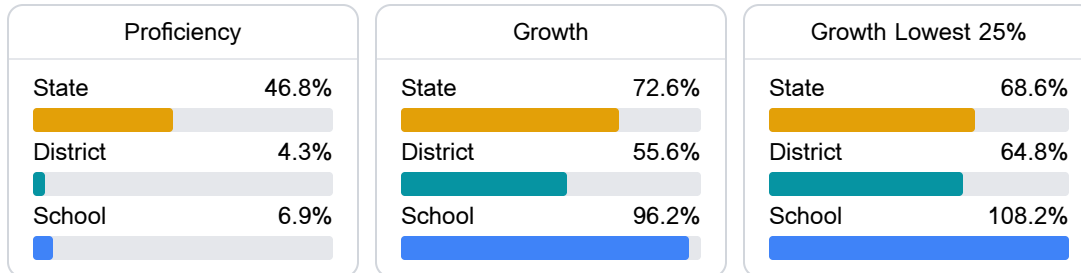 Proficiency
State 46.8%
District 4.3%
School 6.9%
Growth
State 72.6%
District 55.6%
School 96.2%
Growth Lowest 25%
State 68.6%
District 64.8%
School 108.2%